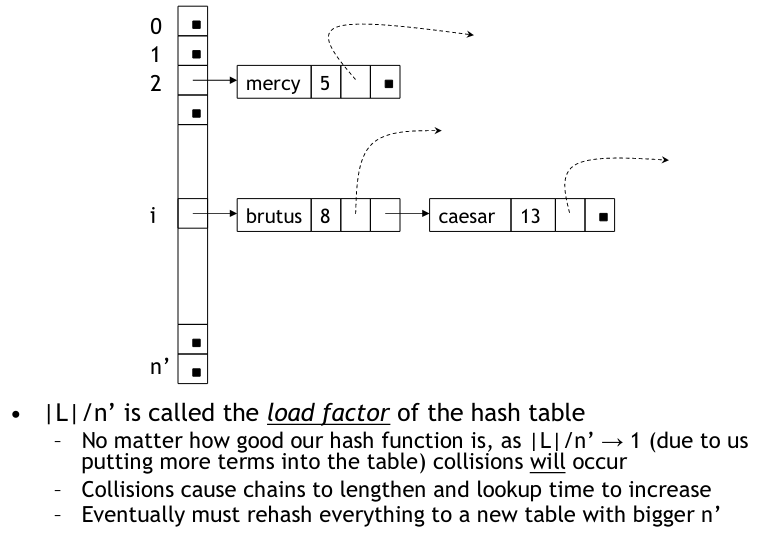 0
1
2
mercy 5
i
brutus 8
caesar 13
n’
• |L|/n’ is called the load factor of the hash table
– No matter how good our hash function is, as |L|/n’ → 1 (due to us
putting more terms into the table) collisions will occur
– Collisions cause chains to lengthen and lookup time to increase
– Eventually must rehash everything to a new table with bigger n’